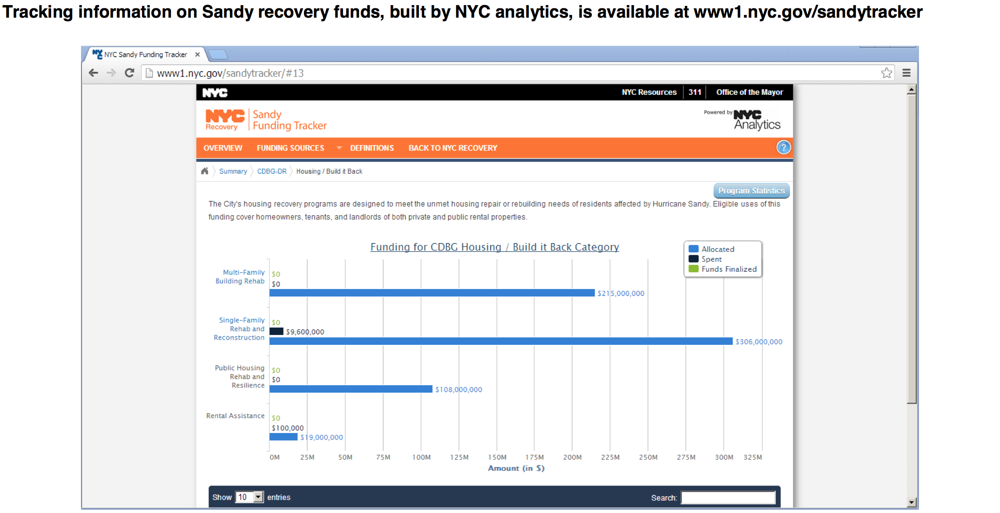 Tracking information on Sandy recovery funds, built by NYC analytics, is available at www1.nyc.gov/sandytracker
NYC Sandy Funding Tracker
www1.nyc.gov/sandytracker/#13
NYC
NYC Resources
311
Office of the Mayor
NYC Recovery
Sandy
Funding Tracker
Powered by NYC
Analytics
OVERVIEW
FUNDING SOURCES
DEFINITIONS
BACK TO NYC RECOVERY
?
Summary
CDBG-DR
Housing / Build it Back
Program Statistics
The City's housing recovery programs are designed to meet the unmet housing repair or rebuilding needs of residents affected by Hurricane Sandy. Eligible uses of this
funding cover homeowners, tenants, and landlords of both private and public rental properties.
Funding for CDBG Housing / Build it Back Category
Allocated
Spent
Funds Finalized
Multi-Family
Building Rehab
$0
$0
$215,000,000
Single-Family
Rehab and
Reconstruction
$0
$9,600,000
$306,000,000
Public Housing
Rehab and
Resilience
$0
$0
$108,000,000
Rental Assistance
$0
$100,000
$19,000,000
0M 25M 50M 75M 100M 125M 150M 175M 200M 225M 250M 275M 300M 325M
Amount (in $)
Show 10 entries
Search: